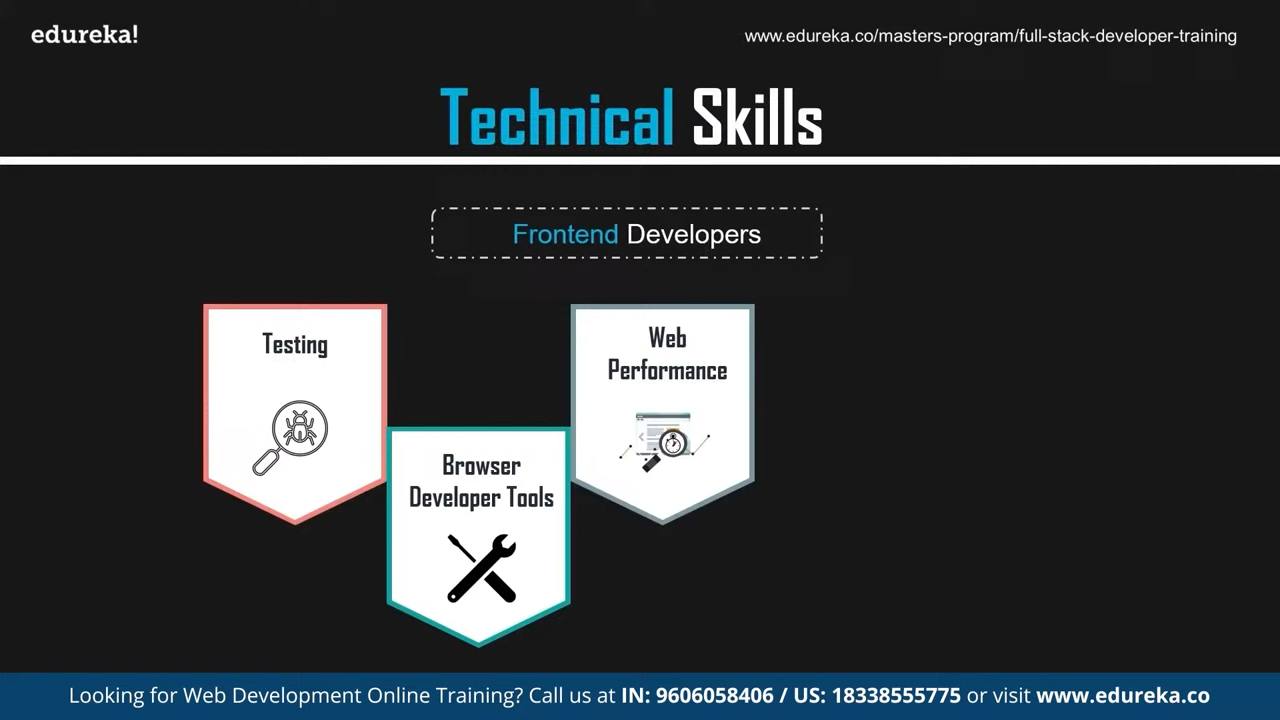 edureka!
www.edureka.co/masters-program/full-stack-developer-training
Technical Skills
Frontend Developers
Testing
Browser
Developer Tools
Web
Performance
Looking for Web Development Online Training? Call us at IN: 9606058406 / US: 18338555775 or visit www.edureka.co